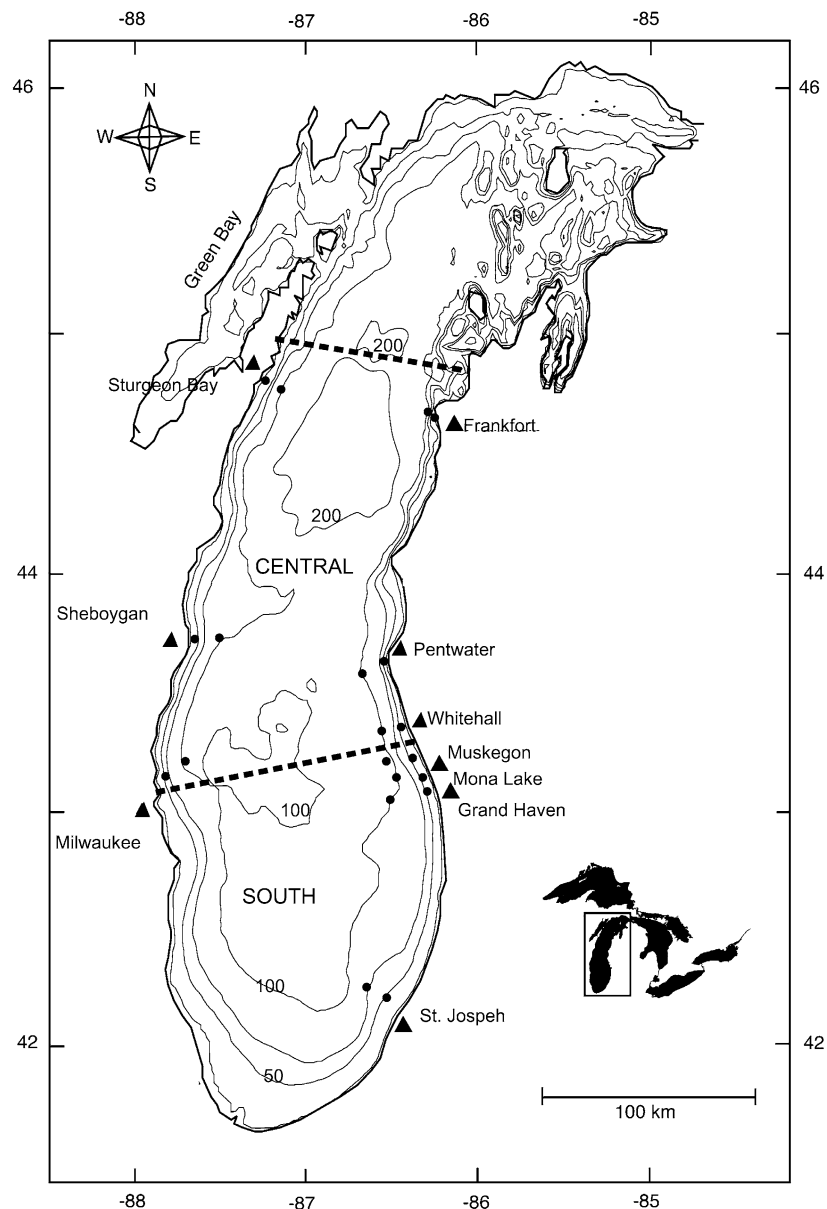 -88 -87 -86 -85
46 46
N
W E
S
Green Bay
200
Sturgeon Bay
Frankfort
200
CENTRAL
44 44
Sheboygan
Pentwater
Whitehall
Muskegon
Mona Lake
100 Grand Haven
Milwaukee
SOUTH
100
St. Jospeh
42 42
50
100 km
-88 -87 -86 -85